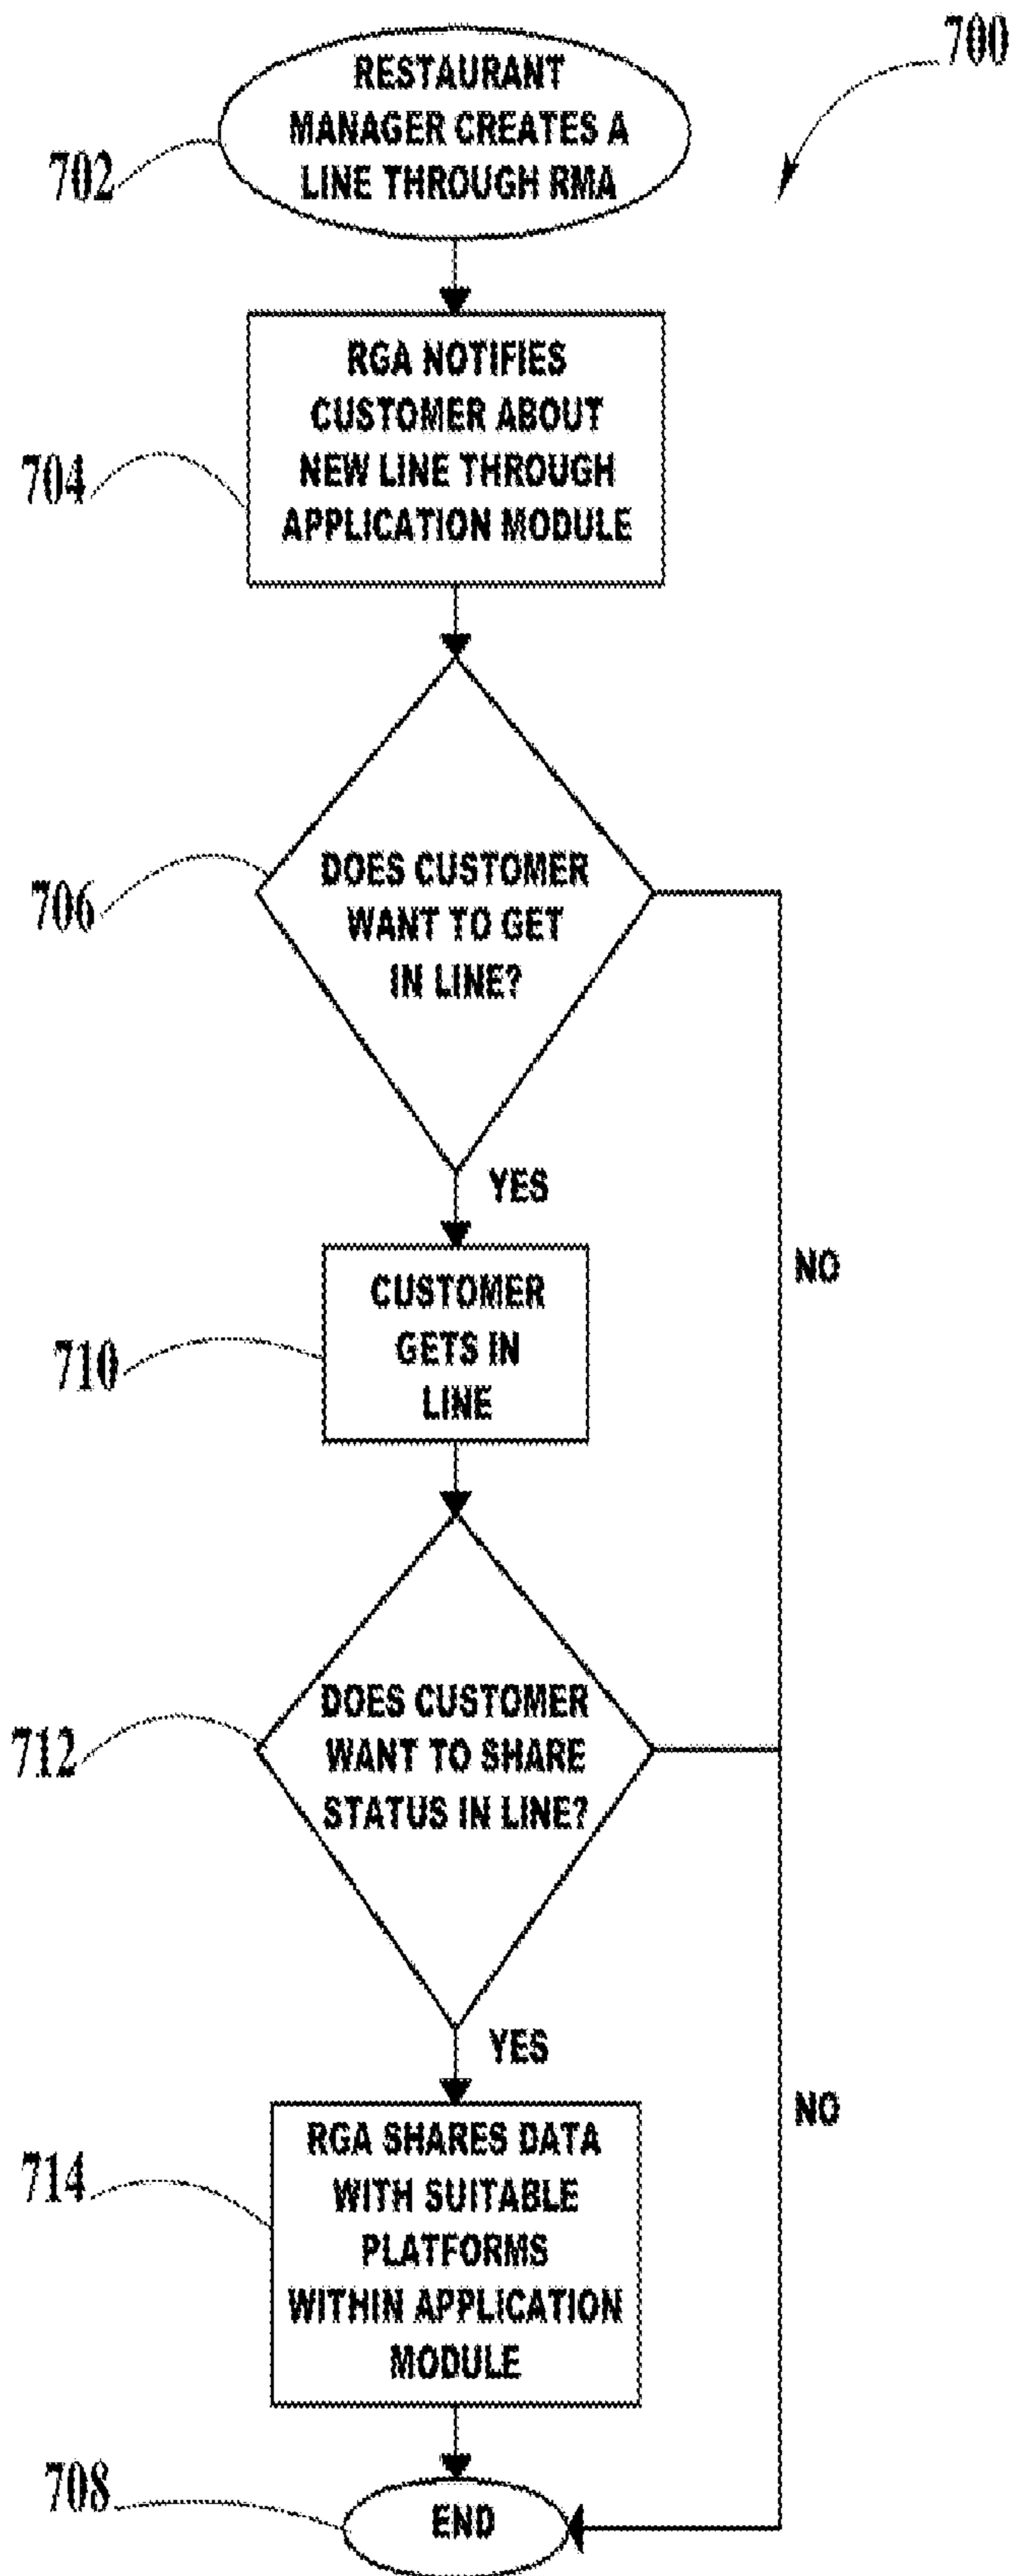 700
RESTAURANT
MANAGER CREATES A
LINE THROUGH RMA
702
RGA NOTIFIES
CUSTOMER ABOUT
NEW LINE THROUGH
APPLICATION MODULE
704
DOES CUSTOMER
WANT TO GET
IN LINE?
706
YES
NO
CUSTOMER
GETS IN
LINE
710
DOES CUSTOMER
WANT TO SHARE
STATUS IN LINE?
712
YES
NO
RGA SHARES DATA
WITH SUITABLE
PLATFORMS
WITHIN APPLICATION
MODULE
714
708
END